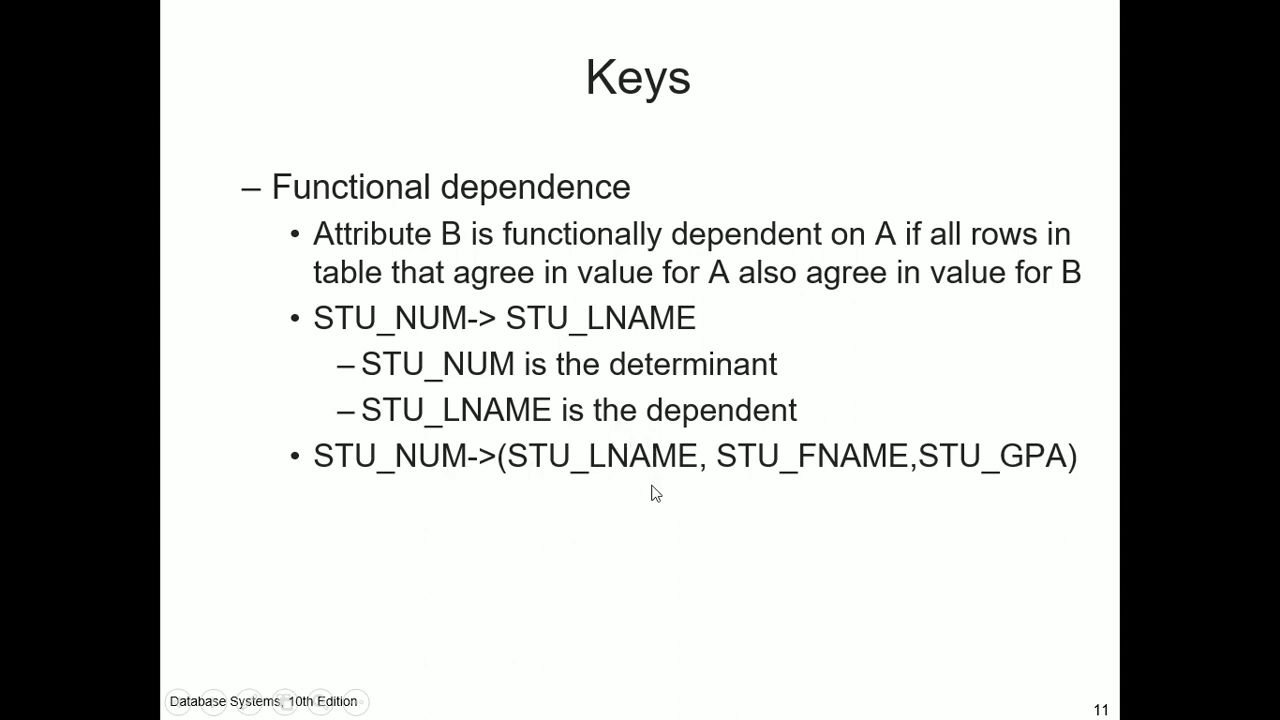 Keys
– Functional dependence
• Attribute B is functionally dependent on A if all rows in
table that agree in value for A also agree in value for B
• STU_NUM-> STU_LNAME
– STU_NUM is the determinant
– STU_LNAME is the dependent
• STU_NUM->(STU_LNAME, STU_FNAME,STU_GPA)
Database Systems, 10th Edition
11